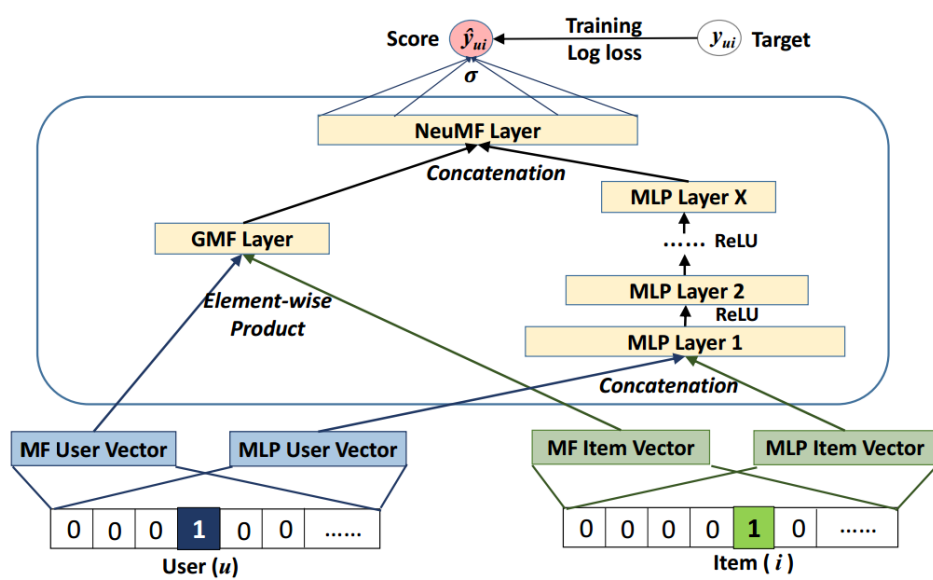 Score ŷui Training yui Target
Log loss
σ
NeuMF Layer
Concatenation
MLP Layer X
GMF Layer
...... ReLU
Element-wise
Product
MLP Layer 2
ReLU
MLP Layer 1
Concatenation
MF User Vector MLP User Vector MF Item Vector MLP Item Vector
0 0 0 1 0 0 ...... 0 0 0 0 1 0 ......
User (u) Item ( i )